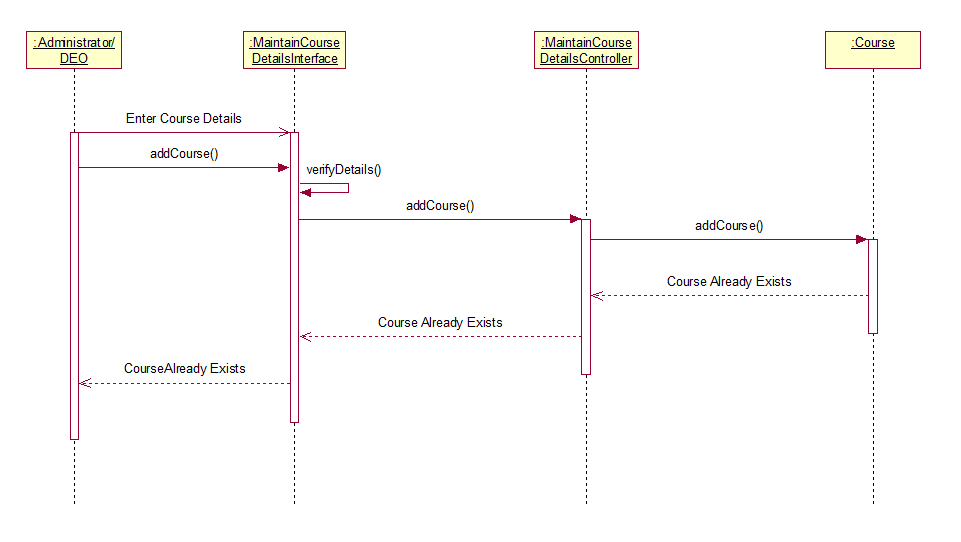 :Administrator/
DEO
:MaintainCourse
DetailsInterface
:MaintainCourse
DetailsController
:Course
Enter Course Details
addCourse()
verifyDetails()
addCourse()
addCourse()
Course Already Exists
Course Already Exists
CourseAlready Exists